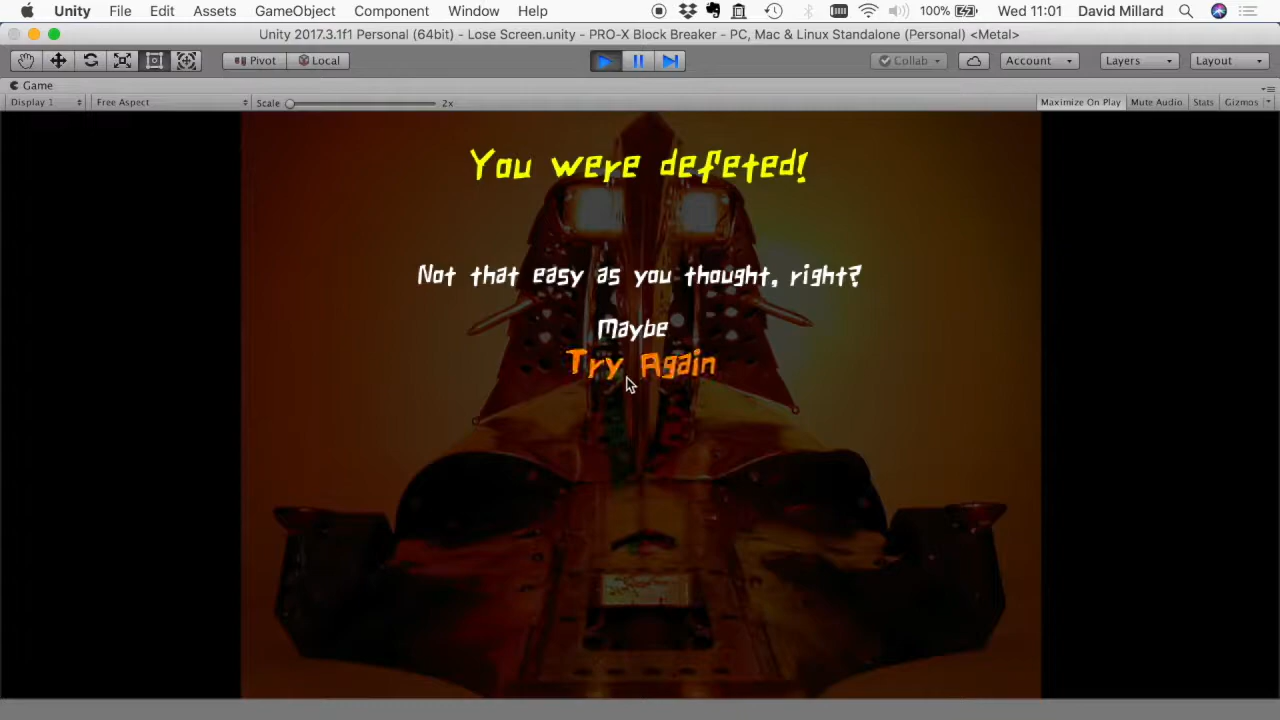 Unity File Edit Assets GameObject Component Window Help 100% Wed 11:01 David Millard
Unity 2017.3.1f1 Personal (64bit) - Lose Screen.unity - PRO-X Block Breaker - PC, Mac & Linux Standalone (Personal) <Metal>
Pivot Local Collab Account Layers Layout
Game
Display 1 Free Aspect Scale 2x Maximize On Play Mute Audio Stats Gizmos
You were defeted!
Not that easy as you thought, right?
Maybe
Try Again